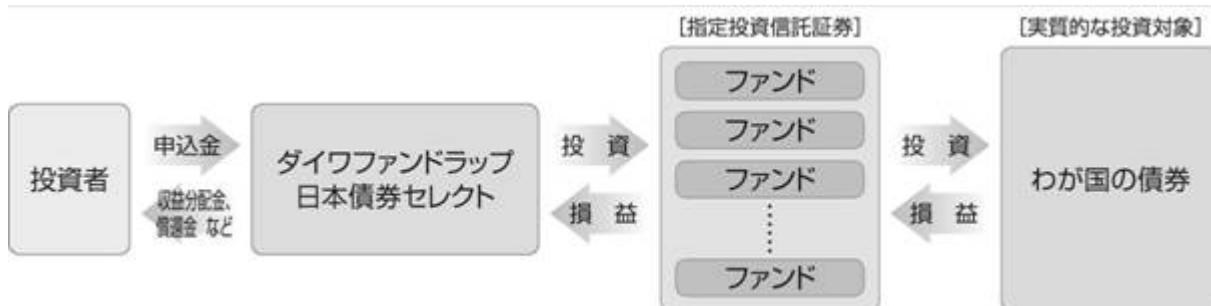 [指定投資信託証券]
[実質的な投資対象]
投資者
申込金
収益分配金、
償還金 など
ダイワファンドラップ
日本債券セレクト
投 資
損 益
ファンド
ファンド
ファンド
ファンド
投 資
損 益
わが国の債券